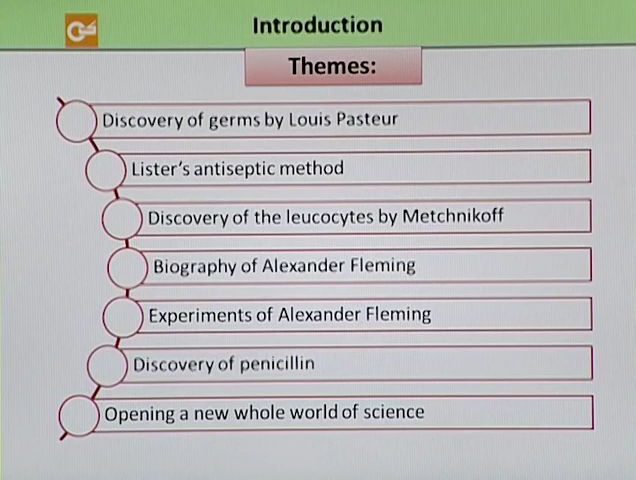 Introduction
Themes:
Discovery of germs by Louis Pasteur
Lister's antiseptic method
Discovery of the leucocytes by Metchnikoff
Biography of Alexander Fleming
Experiments of Alexander Fleming
Discovery of penicillin
Opening a new whole world of science